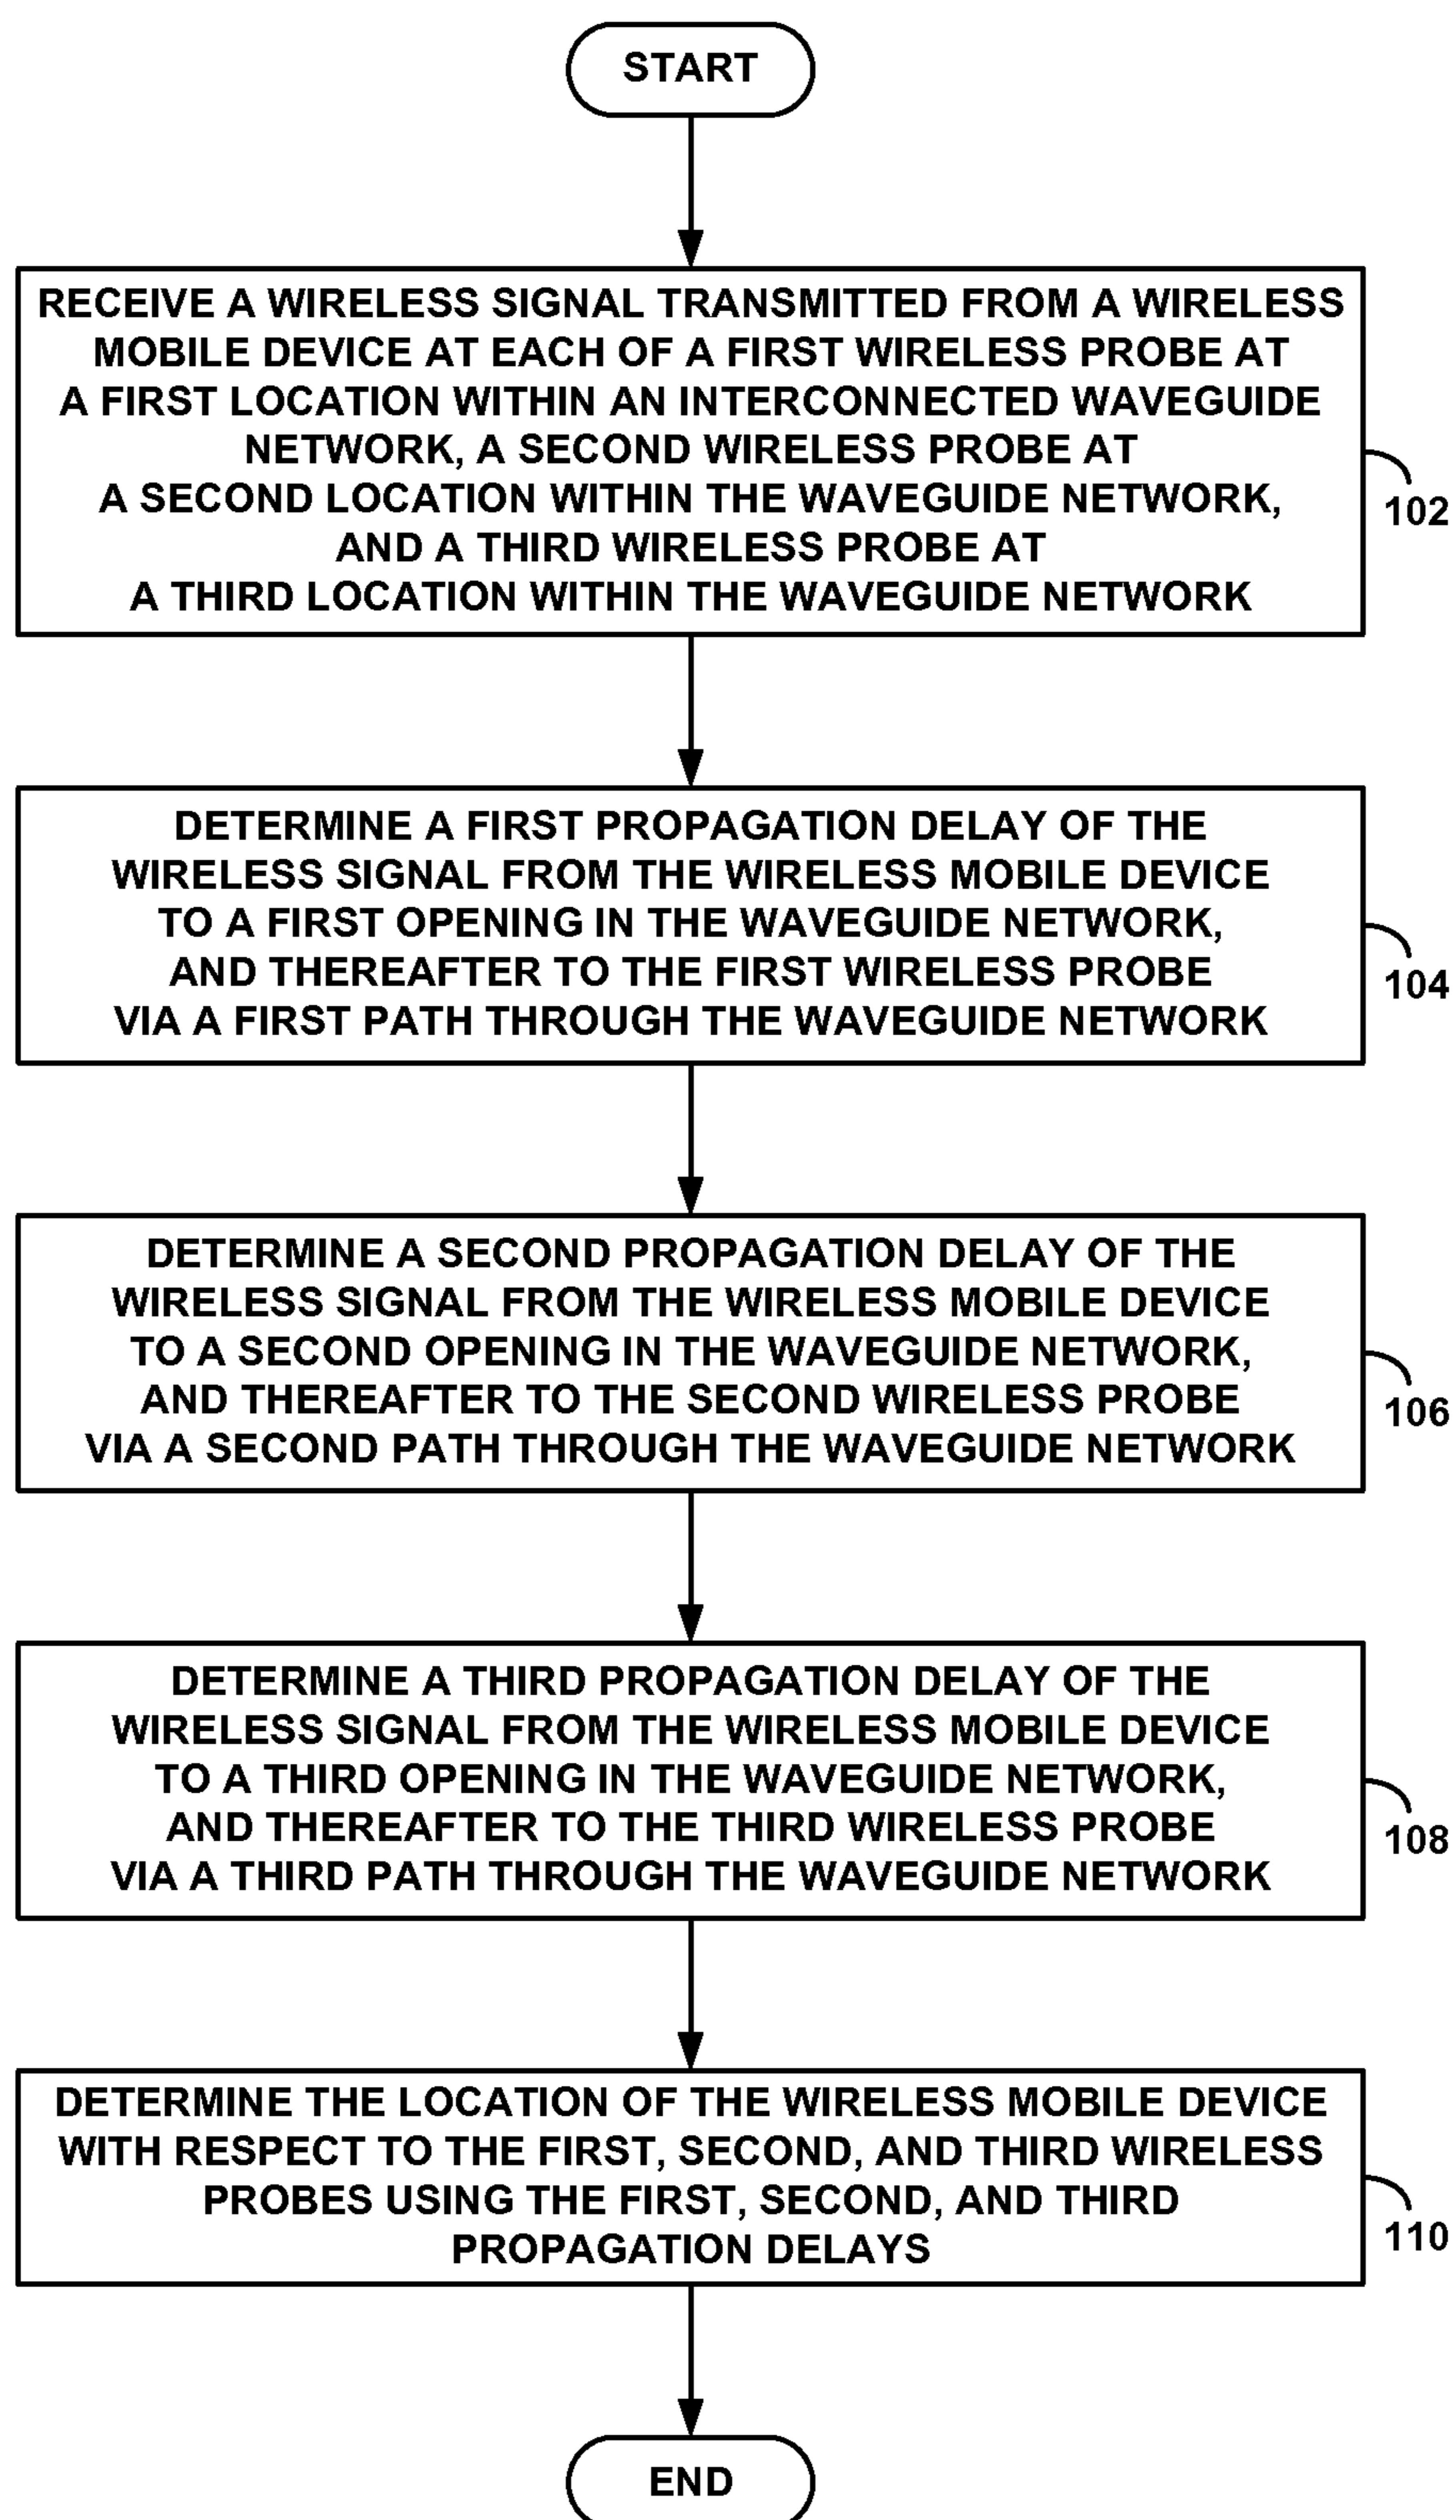 START
RECEIVE A WIRELESS SIGNAL TRANSMITTED FROM A WIRELESS
MOBILE DEVICE AT EACH OF A FIRST WIRELESS PROBE AT
A FIRST LOCATION WITHIN AN INTERCONNECTED WAVEGUIDE
NETWORK, A SECOND WIRELESS PROBE AT
A SECOND LOCATION WITHIN THE WAVEGUIDE NETWORK,
AND A THIRD WIRELESS PROBE AT
A THIRD LOCATION WITHIN THE WAVEGUIDE NETWORK
102
DETERMINE A FIRST PROPAGATION DELAY OF THE
WIRELESS SIGNAL FROM THE WIRELESS MOBILE DEVICE
TO A FIRST OPENING IN THE WAVEGUIDE NETWORK,
AND THEREAFTER TO THE FIRST WIRELESS PROBE
VIA A FIRST PATH THROUGH THE WAVEGUIDE NETWORK
104
DETERMINE A SECOND PROPAGATION DELAY OF THE
WIRELESS SIGNAL FROM THE WIRELESS MOBILE DEVICE
TO A SECOND OPENING IN THE WAVEGUIDE NETWORK,
AND THEREAFTER TO THE SECOND WIRELESS PROBE
VIA A SECOND PATH THROUGH THE WAVEGUIDE NETWORK
106
DETERMINE A THIRD PROPAGATION DELAY OF THE
WIRELESS SIGNAL FROM THE WIRELESS MOBILE DEVICE
TO A THIRD OPENING IN THE WAVEGUIDE NETWORK,
AND THEREAFTER TO THE THIRD WIRELESS PROBE
VIA A THIRD PATH THROUGH THE WAVEGUIDE NETWORK
108
DETERMINE THE LOCATION OF THE WIRELESS MOBILE DEVICE
WITH RESPECT TO THE FIRST, SECOND, AND THIRD WIRELESS
PROBES USING THE FIRST, SECOND, AND THIRD
PROPAGATION DELAYS
110
END